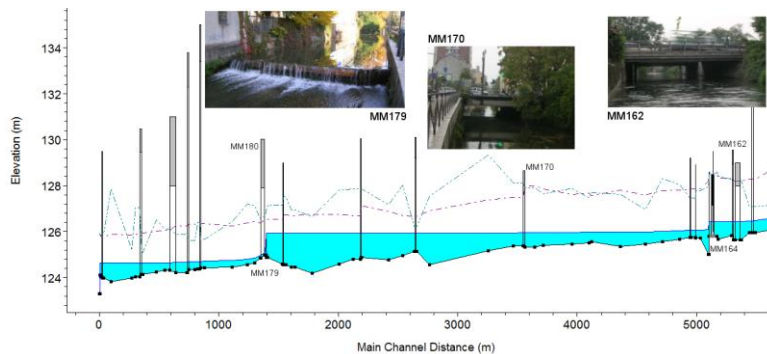 134
132
130
128
126
124
Elevation (m)
MM179
MM170
MM162
MM180
MM179
MM170
MM162
MM164
0
1000
2000
3000
4000
5000
Main Channel Distance (m)